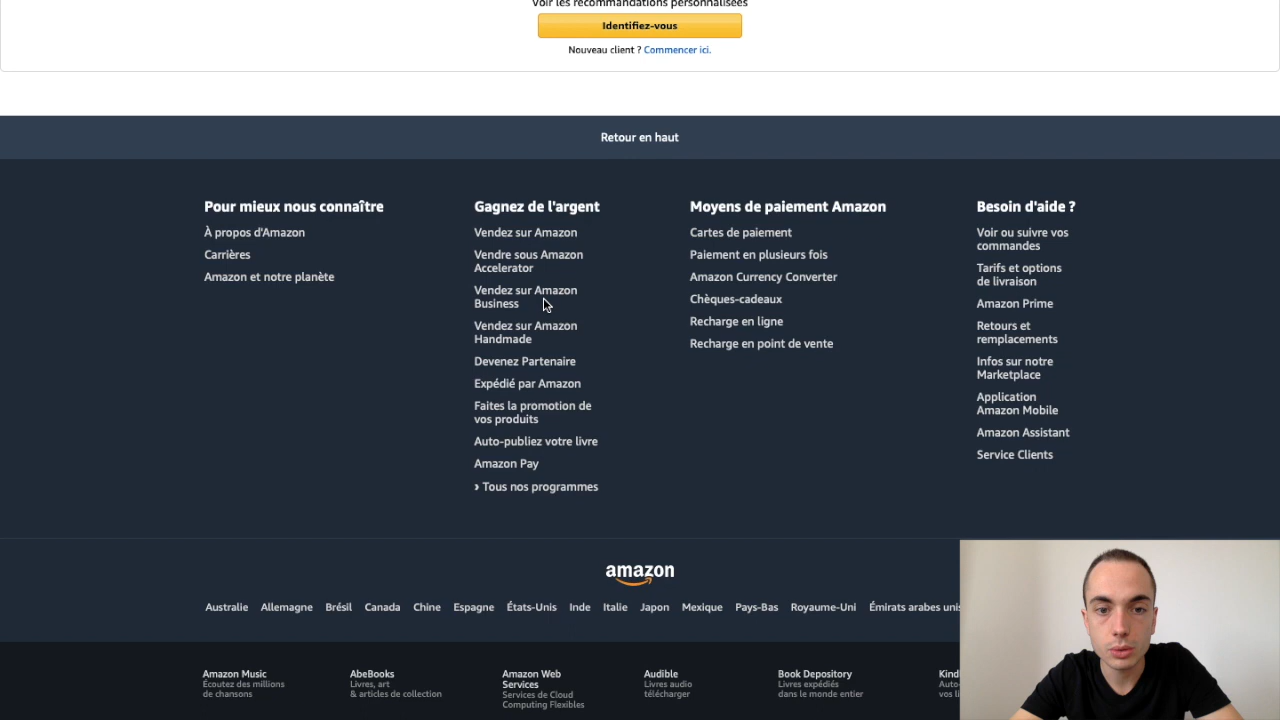 Voir les recommandations personnalisées
Identifiez-vous
Nouveau client ? Commencer ici.
Retour en haut
Pour mieux nous connaître
À propos d'Amazon
Carrières
Amazon et notre planète
Gagnez de l'argent
Vendez sur Amazon
Vendre sous Amazon
Accelerator
Vendez sur Amazon
Business
Vendez sur Amazon
Handmade
Devenez Partenaire
Expédié par Amazon
Faites la promotion de
vos produits
Auto-publiez votre livre
Amazon Pay
› Tous nos programmes
Moyens de paiement Amazon
Cartes de paiement
Paiement en plusieurs fois
Amazon Currency Converter
Chèques-cadeaux
Recharge en ligne
Recharge en point de vente
Besoin d'aide ?
Voir ou suivre vos
commandes
Tarifs et options
de livraison
Amazon Prime
Retours et
remplacements
Infos sur notre
Marketplace
Application
Amazon Mobile
Amazon Assistant
Service Clients
amazon
Australie Allemagne Brésil Canada Chine Espagne États-Unis Inde Italie Japon Mexique Pays-Bas Royaume-Uni Émirats arabes unis
Amazon Music
Écoutez des millions
de chansons
AbeBooks
Livres, art
& articles de collection
Amazon Web
Services
Services de Cloud
Computing Flexibles
Audible
Livres audio
télécharger
Book Depository
Livres expédiés
dans le monde entier
Kind
Auto-
vos li